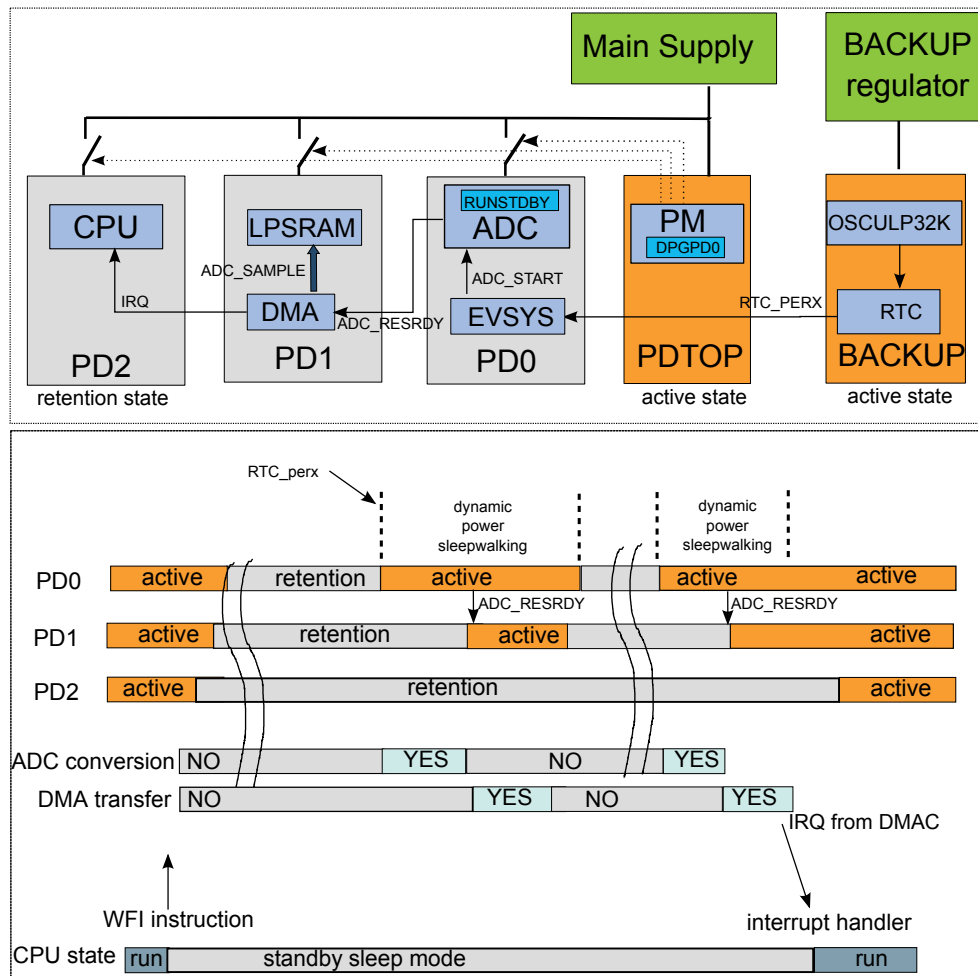 Main Supply
BACKUP
regulator
CPU
LPSRAM
RUNSTDBY
ADC
PM
DPGPD0
OSCULP32K
ADC_SAMPLE
ADC_START
IRQ
DMA
ADC_RESRDY
EVSYS
RTC_PERX
RTC
PD2
PD1
PD0
PDTOP
BACKUP
retention state
active state
active state
RTC_perx
dynamic
power
sleepwalking
dynamic
power
sleepwalking
PD0 active retention active active active
ADC_RESRDY ADC_RESRDY
PD1 active retention active active
PD2 active retention active
ADC conversion NO YES NO YES
DMA transfer NO YES NO YES
IRQ from DMAC
WFI instruction interrupt handler
CPU state run standby sleep mode run